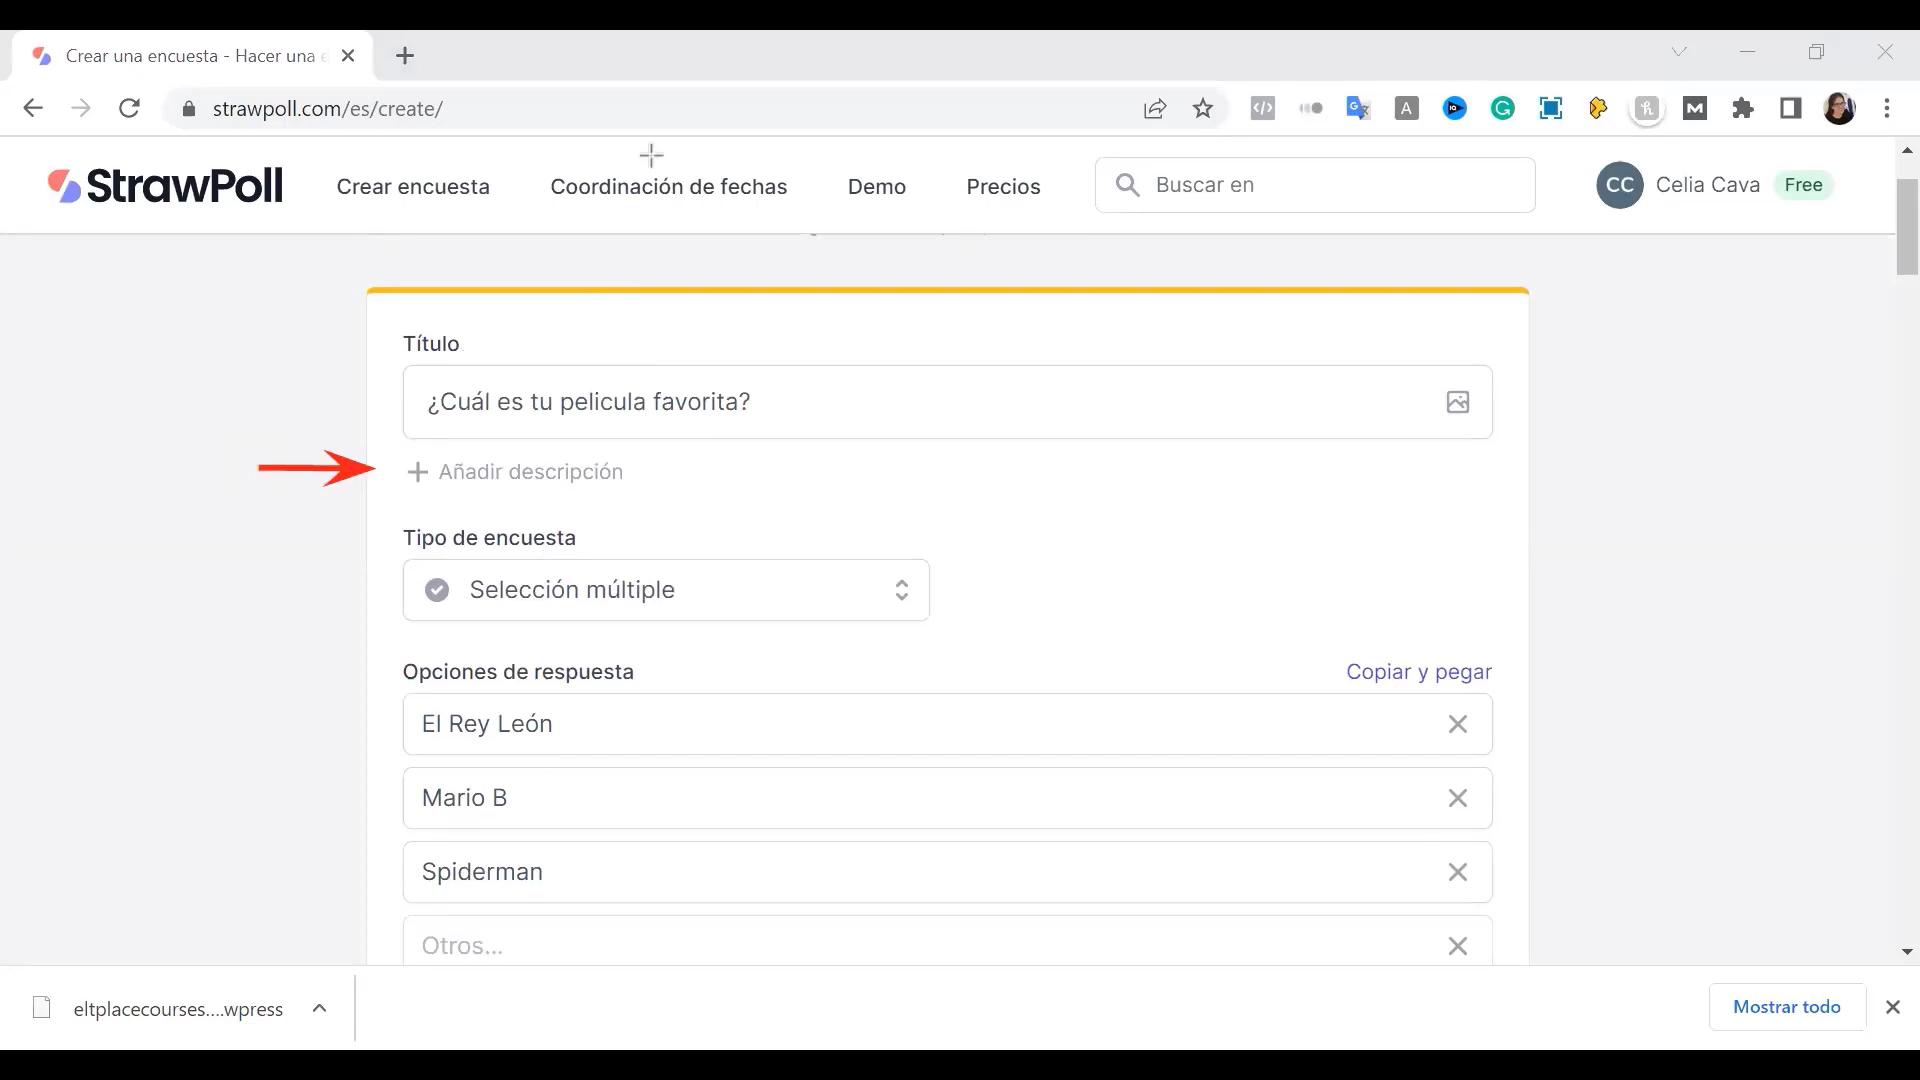 Crear una encuesta - Hacer una e
strawpoll.com/es/create/
StrawPoll
Crear encuesta
Coordinación de fechas
Demo
Precios
Buscar en
CC
Celia Cava
Free
Título
¿Cuál es tu pelicula favorita?
Añadir descripción
Tipo de encuesta
Selección múltiple
Opciones de respuesta
Copiar y pegar
El Rey León
Mario B
Spiderman
Otros...
eltplacecourses....wpress
Mostrar todo